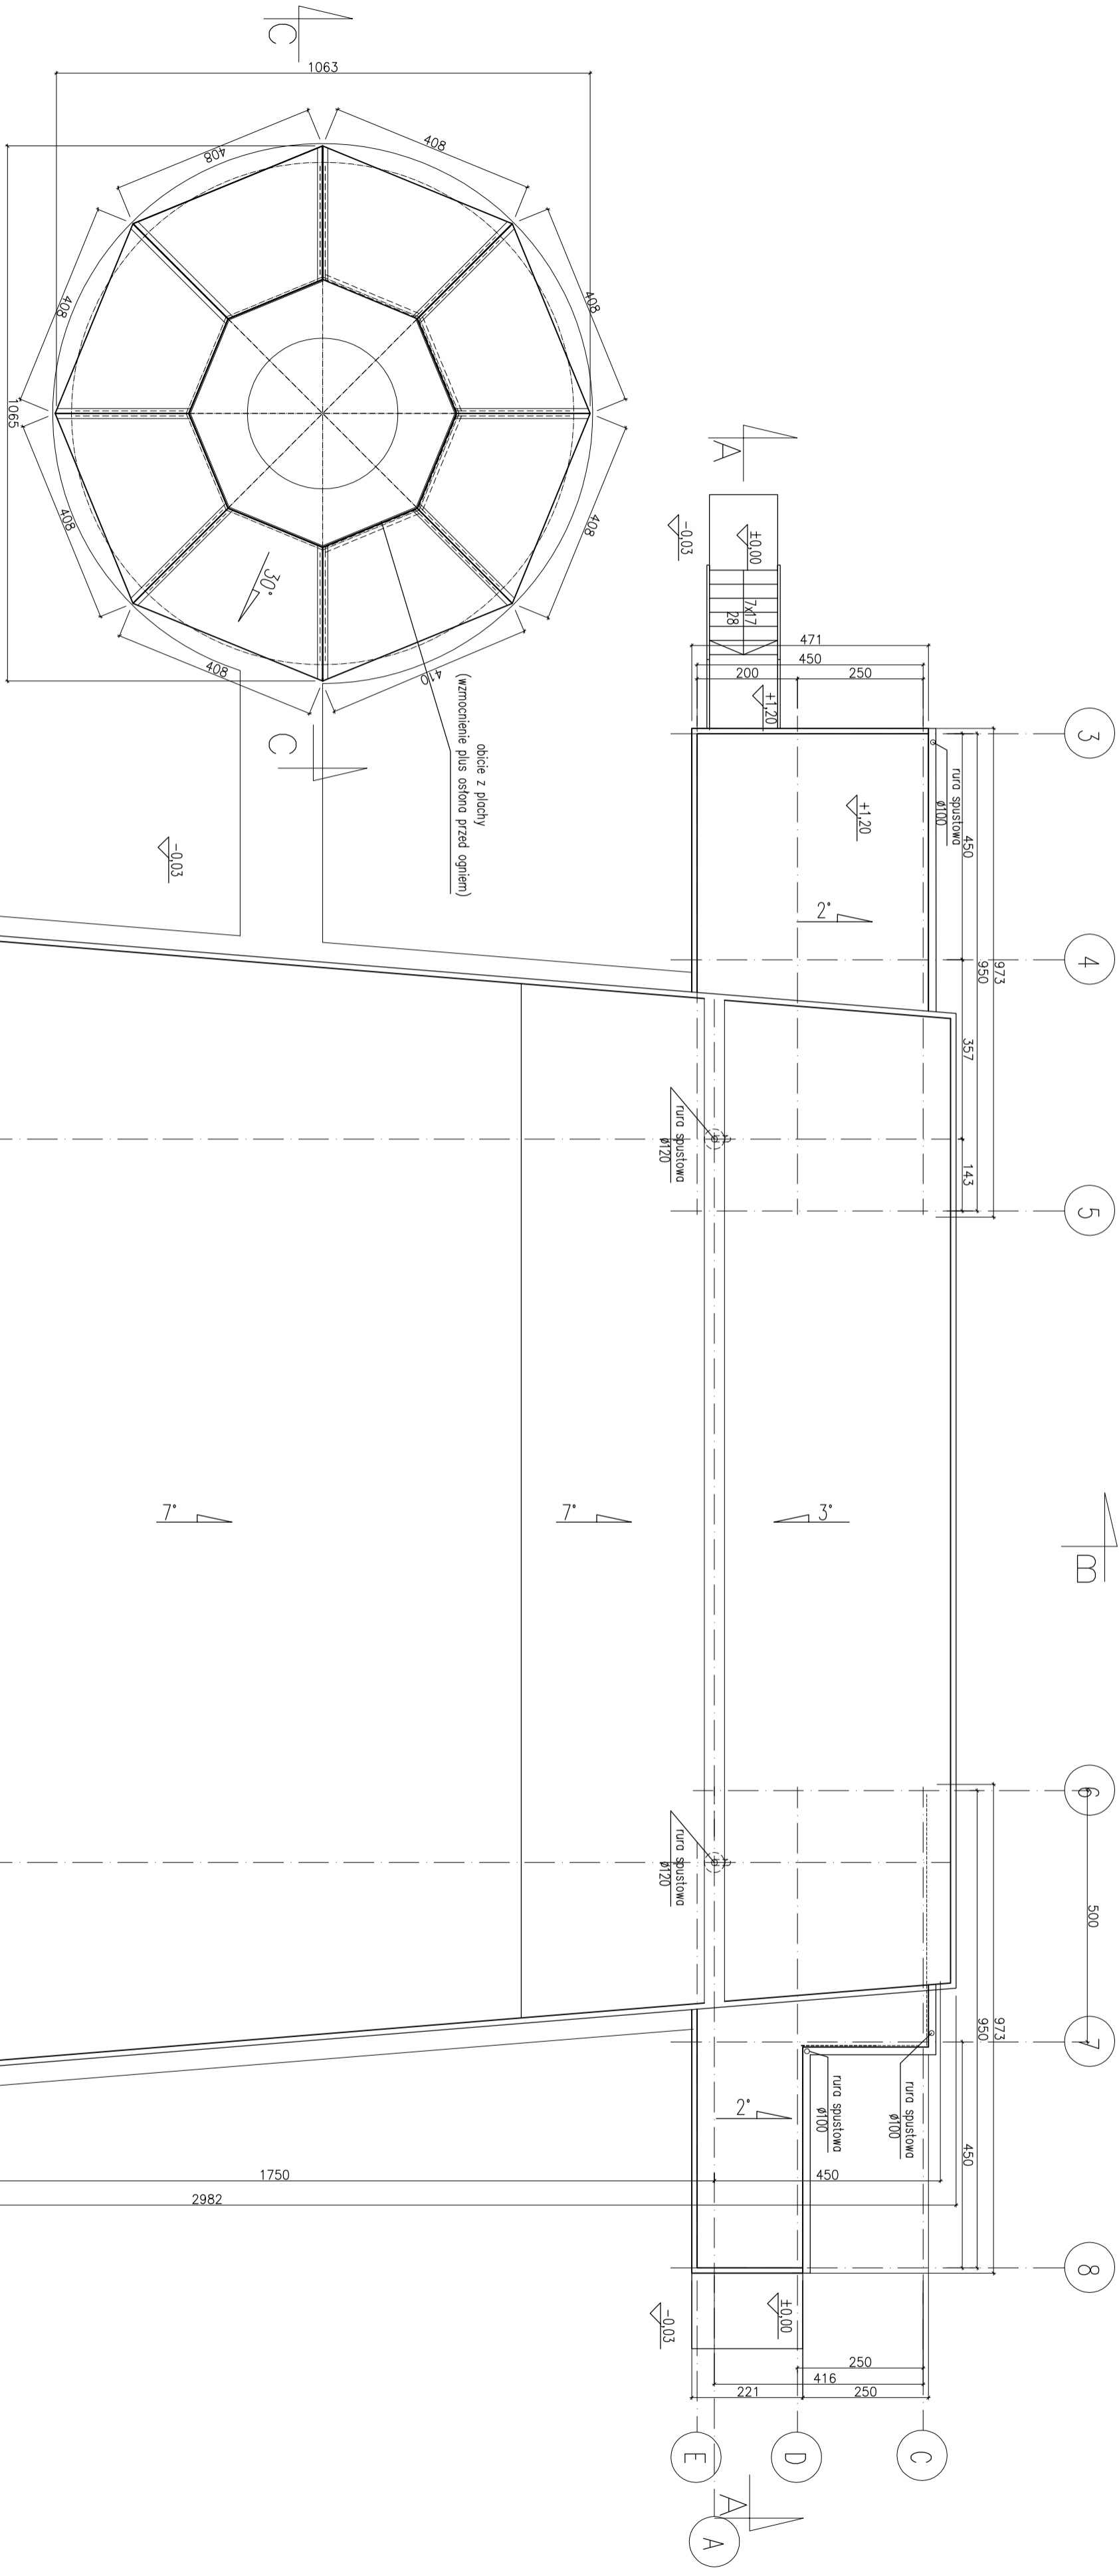 C
1063
408
408
408
408
408
408
408
410
1065
30°
C
obicie z plachy
(wzmocnienie plus osłona przed ogniem)
-0,03
A
-0,03
±0,00
7x17
28
+1,20
471
450
200
250
3
rura spustowa
ø100
+1,20
2°
450
950
973
4
357
143
5
rura spustowa
ø120
7°
7°
3°
B
6
500
rura spustowa
ø120
973
950
7
rura spustowa
ø100
rura spustowa
ø100
2°
450
1750
450
2982
8
-0,03
±0,00
250
416
221
250
E
D
C
A
A